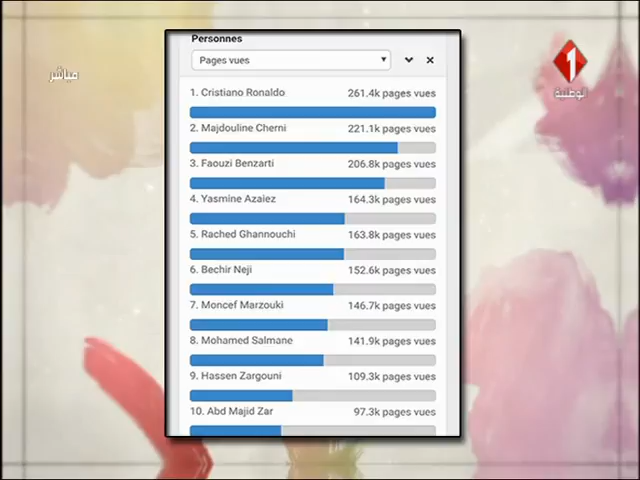 Personnes
Pages vues
مباشر
1
الوطنية
1. Cristiano Ronaldo 261.4k pages vues
2. Majdouline Cherni 221.1k pages vues
3. Faouzi Benzarti 206.8k pages vues
4. Yasmine Azaiez 164.3k pages vues
5. Rached Ghannouchi 163.8k pages vues
6. Bechir Neji 152.6k pages vues
7. Moncef Marzouki 146.7k pages vues
8. Mohamed Salmane 141.9k pages vues
9. Hassen Zargouni 109.3k pages vues
10. Abd Majid Zar 97.3k pages vues